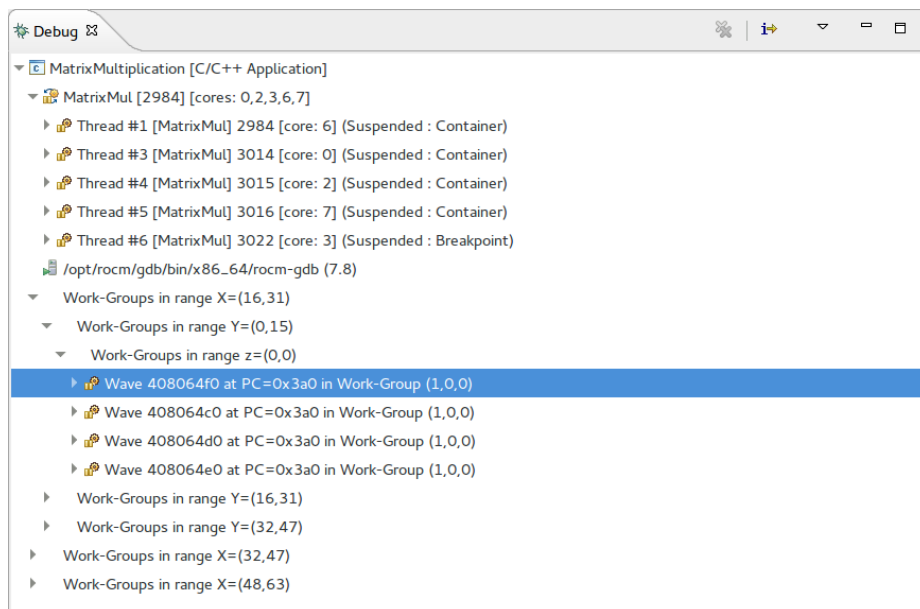 Debug
MatrixMultiplication [C/C++ Application]
MatrixMul [2984] [cores: 0,2,3,6,7]
Thread #1 [MatrixMul] 2984 [core: 6] (Suspended : Container)
Thread #3 [MatrixMul] 3014 [core: 0] (Suspended : Container)
Thread #4 [MatrixMul] 3015 [core: 2] (Suspended : Container)
Thread #5 [MatrixMul] 3016 [core: 7] (Suspended : Container)
Thread #6 [MatrixMul] 3022 [core: 3] (Suspended : Breakpoint)
/opt/rocm/gdb/bin/x86_64/rocm-gdb (7.8)
Work-Groups in range X=(16,31)
Work-Groups in range Y=(0,15)
Work-Groups in range z=(0,0)
Wave 408064f0 at PC=0x3a0 in Work-Group (1,0,0)
Wave 408064c0 at PC=0x3a0 in Work-Group (1,0,0)
Wave 408064d0 at PC=0x3a0 in Work-Group (1,0,0)
Wave 408064e0 at PC=0x3a0 in Work-Group (1,0,0)
Work-Groups in range Y=(16,31)
Work-Groups in range Y=(32,47)
Work-Groups in range X=(32,47)
Work-Groups in range X=(48,63)